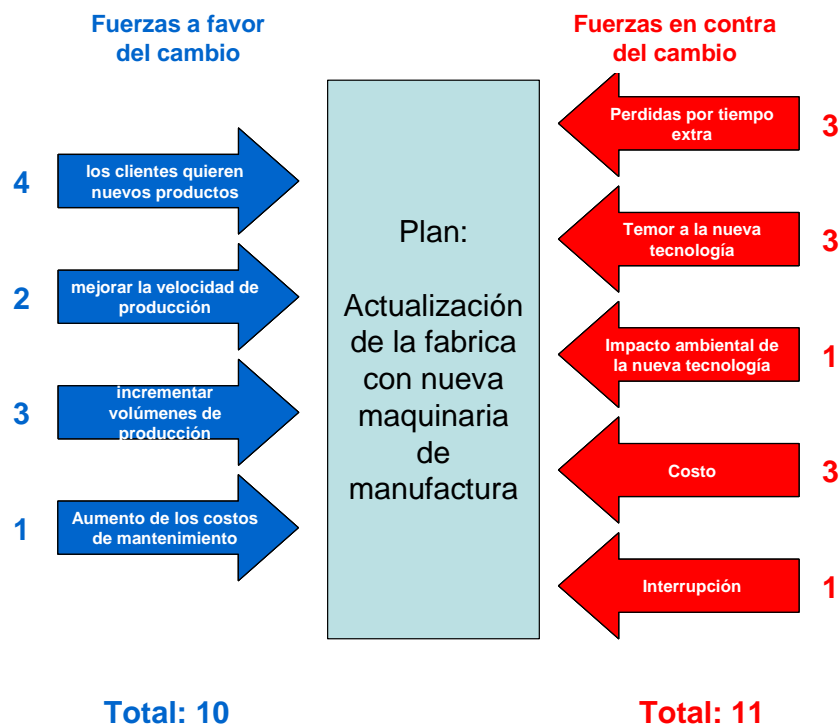 Fuerzas a favor
del cambio
Fuerzas en contra
del cambio
4
los clientes quieren
nuevos productos
2
mejorar la velocidad de
producción
3
incrementar
volúmenes de
producción
1
Aumento de los costos
de mantenimiento
Plan:
Actualización
de la fabrica
con nueva
maquinaria
de
manufactura
Perdidas por tiempo
extra
3
Temor a la nueva
tecnología
3
Impacto ambiental de
la nueva tecnología
1
Costo
3
Interrupción
1
Total: 10
Total: 11